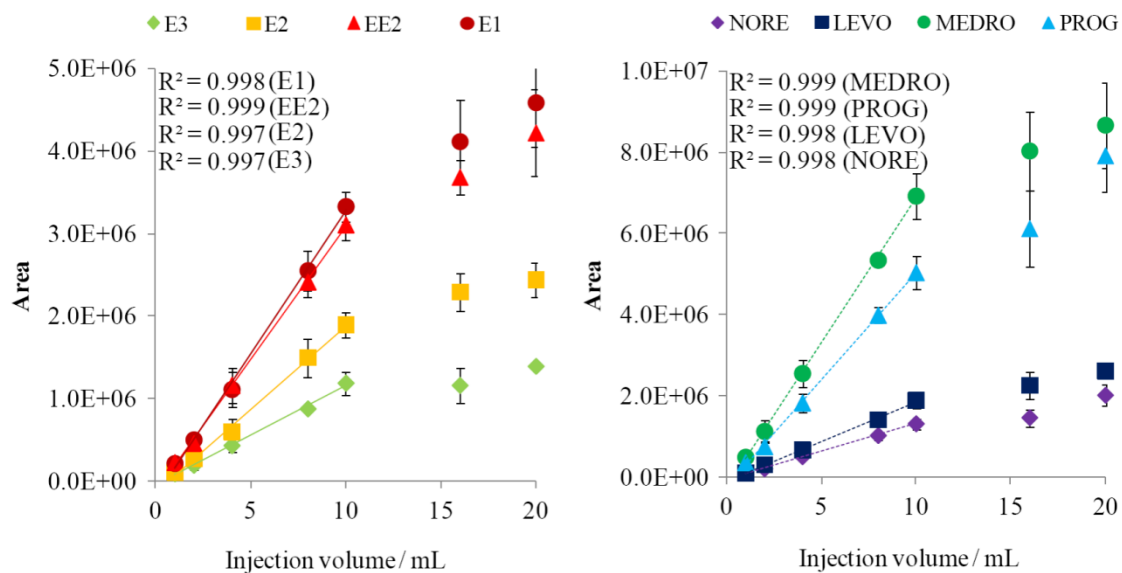 E3 E2 EE2 E1
R² = 0.998 (E1)
R² = 0.999 (EE2)
R² = 0.997 (E2)
R² = 0.997 (E3)
5.0E+06
4.0E+06
3.0E+06
2.0E+06
1.0E+06
0.0E+00
Area
0 5 10 15 20
Injection volume / mL
NORE LEVO MEDRO PROG
R² = 0.999 (MEDRO)
R² = 0.999 (PROG)
R² = 0.998 (LEVO)
R² = 0.998 (NORE)
1.0E+07
8.0E+06
6.0E+06
4.0E+06
2.0E+06
0.0E+00
Area
0 5 10 15 20
Injection volume / mL